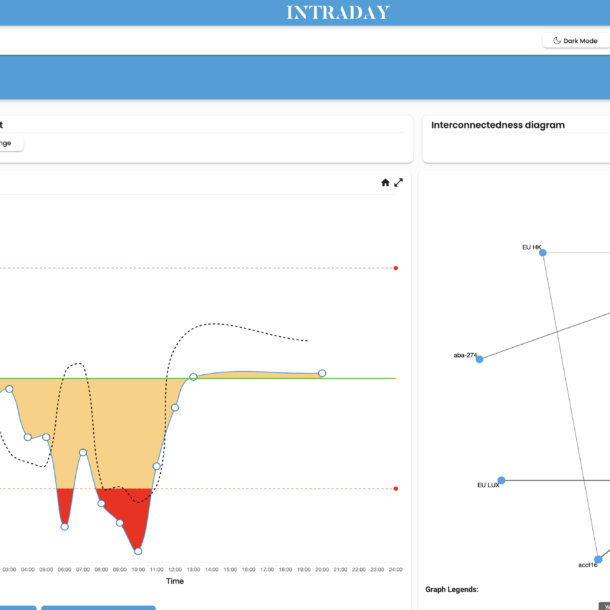 INTRADAY
Dark Mode
Interconnectedness diagram
EU HK
aba-274
EU LUX
acct16
03:00 04:00 05:00 06:00 07:00 08:00 09:00 10:00 11:00 12:00 13:00 14:00 15:00 16:00 17:00 18:00 19:00 20:00 21:00 22:00 23:00 24:00
Time
Graph Legends: